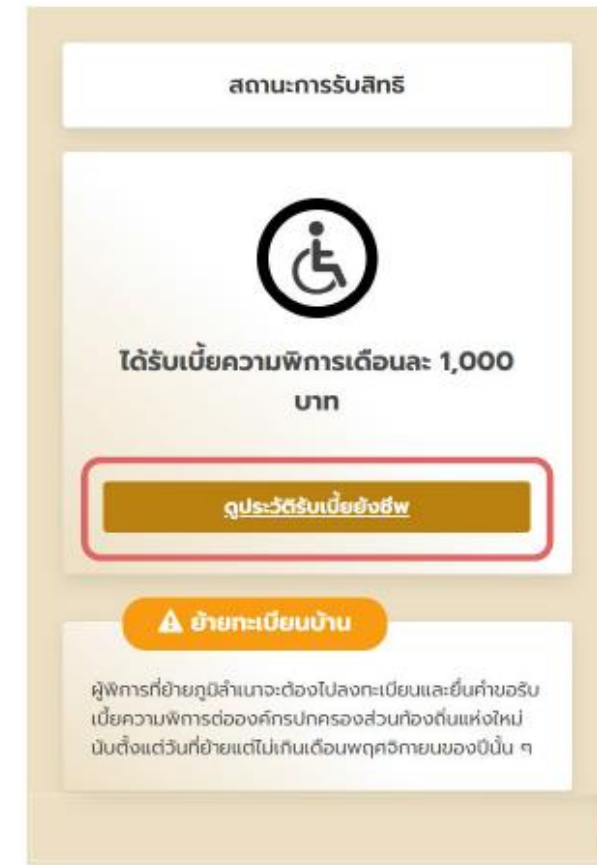 สถานะการรับสิทธิ
ได้รับเบี้ยความพิการเดือนละ 1,000
บาท
ดูประวัติรับเบี้ยยังชีพ
ย้ายทะเบียนบ้าน
ผู้พิการที่ย้ายภูมิลำเนาจะต้องไปลงทะเบียนและยื่นคำขอรับ
เบี้ยความพิการต่อองค์กรปกครองส่วนท้องถิ่นแห่งใหม่
นับตั้งแต่วันที่ย้ายแต่ไม่เกินเดือนพฤศจิกายนของปีนั้น ๆ